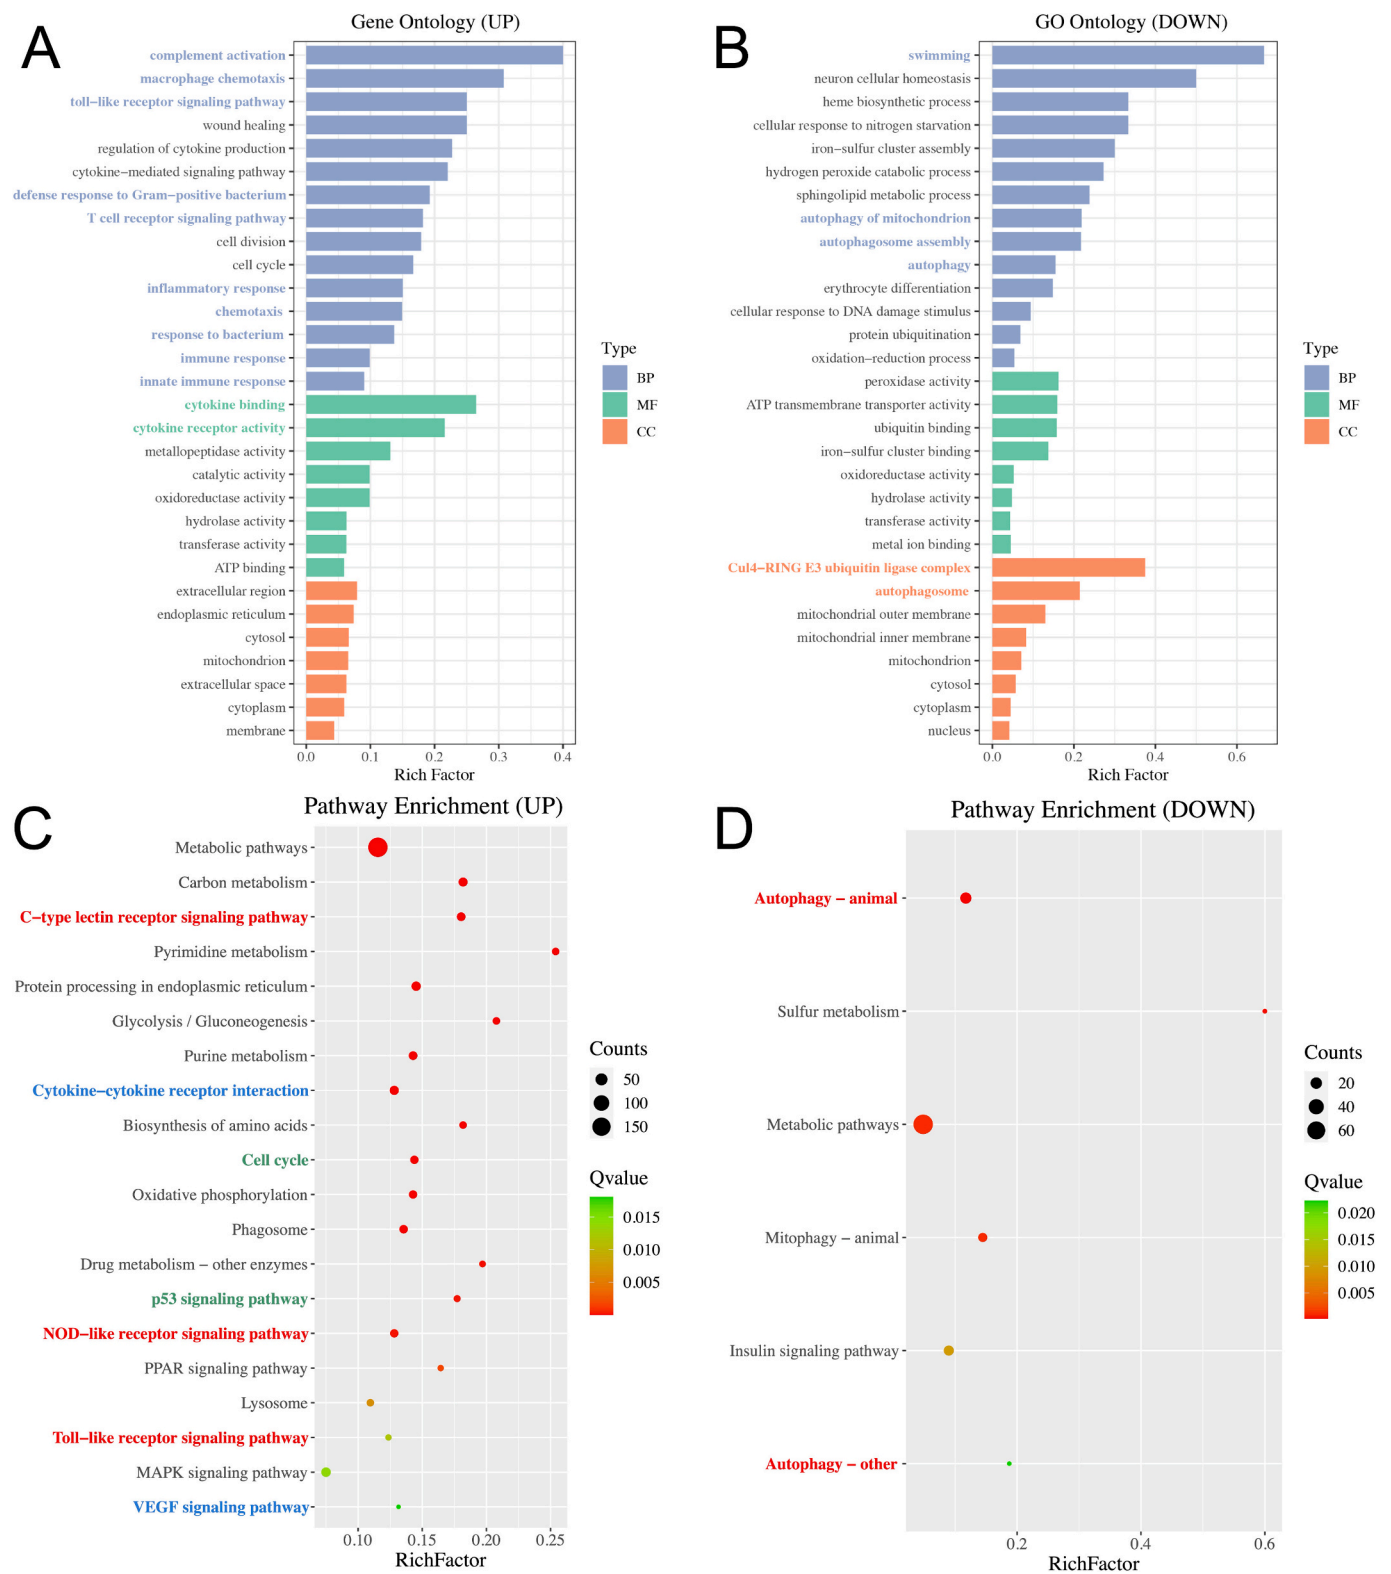 A
Gene Ontology (UP)
complement activation
macrophage chemotaxis
toll−like receptor signaling pathway
wound healing
regulation of cytokine production
cytokine−mediated signaling pathway
defense response to Gram−positive bacterium
T cell receptor signaling pathway
cell division
cell cycle
inflammatory response
chemotaxis
response to bacterium
immune response
innate immune response
cytokine binding
cytokine receptor activity
metallopeptidase activity
catalytic activity
oxidoreductase activity
hydrolase activity
transferase activity
ATP binding
extracellular region
endoplasmic reticulum
cytosol
mitochondrion
extracellular space
cytoplasm
membrane
0.0 0.1 0.2 0.3 0.4
Rich Factor
Type
BP
MF
CC
B
GO Ontology (DOWN)
swimming
neuron cellular homeostasis
heme biosynthetic process
cellular response to nitrogen starvation
iron−sulfur cluster assembly
hydrogen peroxide catabolic process
sphingolipid metabolic process
autophagy of mitochondrion
autophagosome assembly
autophagy
erythrocyte differentiation
cellular response to DNA damage stimulus
protein ubiquitination
oxidation−reduction process
peroxidase activity
ATP transmembrane transporter activity
ubiquitin binding
iron−sulfur cluster binding
oxidoreductase activity
hydrolase activity
transferase activity
metal ion binding
Cul4−RING E3 ubiquitin ligase complex
autophagosome
mitochondrial outer membrane
mitochondrial inner membrane
mitochondrion
cytosol
cytoplasm
nucleus
0.0 0.2 0.4 0.6
Rich Factor
Type
BP
MF
CC
C
Pathway Enrichment (UP)
Metabolic pathways
Carbon metabolism
C−type lectin receptor signaling pathway
Pyrimidine metabolism
Protein processing in endoplasmic reticulum
Glycolysis / Gluconeogenesis
Purine metabolism
Cytokine−cytokine receptor interaction
Biosynthesis of amino acids
Cell cycle
Oxidative phosphorylation
Phagosome
Drug metabolism − other enzymes
p53 signaling pathway
NOD−like receptor signaling pathway
PPAR signaling pathway
Lysosome
Toll−like receptor signaling pathway
MAPK signaling pathway
VEGF signaling pathway
0.10 0.15 0.20 0.25
RichFactor
Counts
50
100
150
Qvalue
0.015
0.010
0.005
D
Pathway Enrichment (DOWN)
Autophagy − animal
Sulfur metabolism
Metabolic pathways
Mitophagy − animal
Insulin signaling pathway
Autophagy − other
0.2 0.4 0.6
RichFactor
Counts
20
40
60
Qvalue
0.020
0.015
0.010
0.005